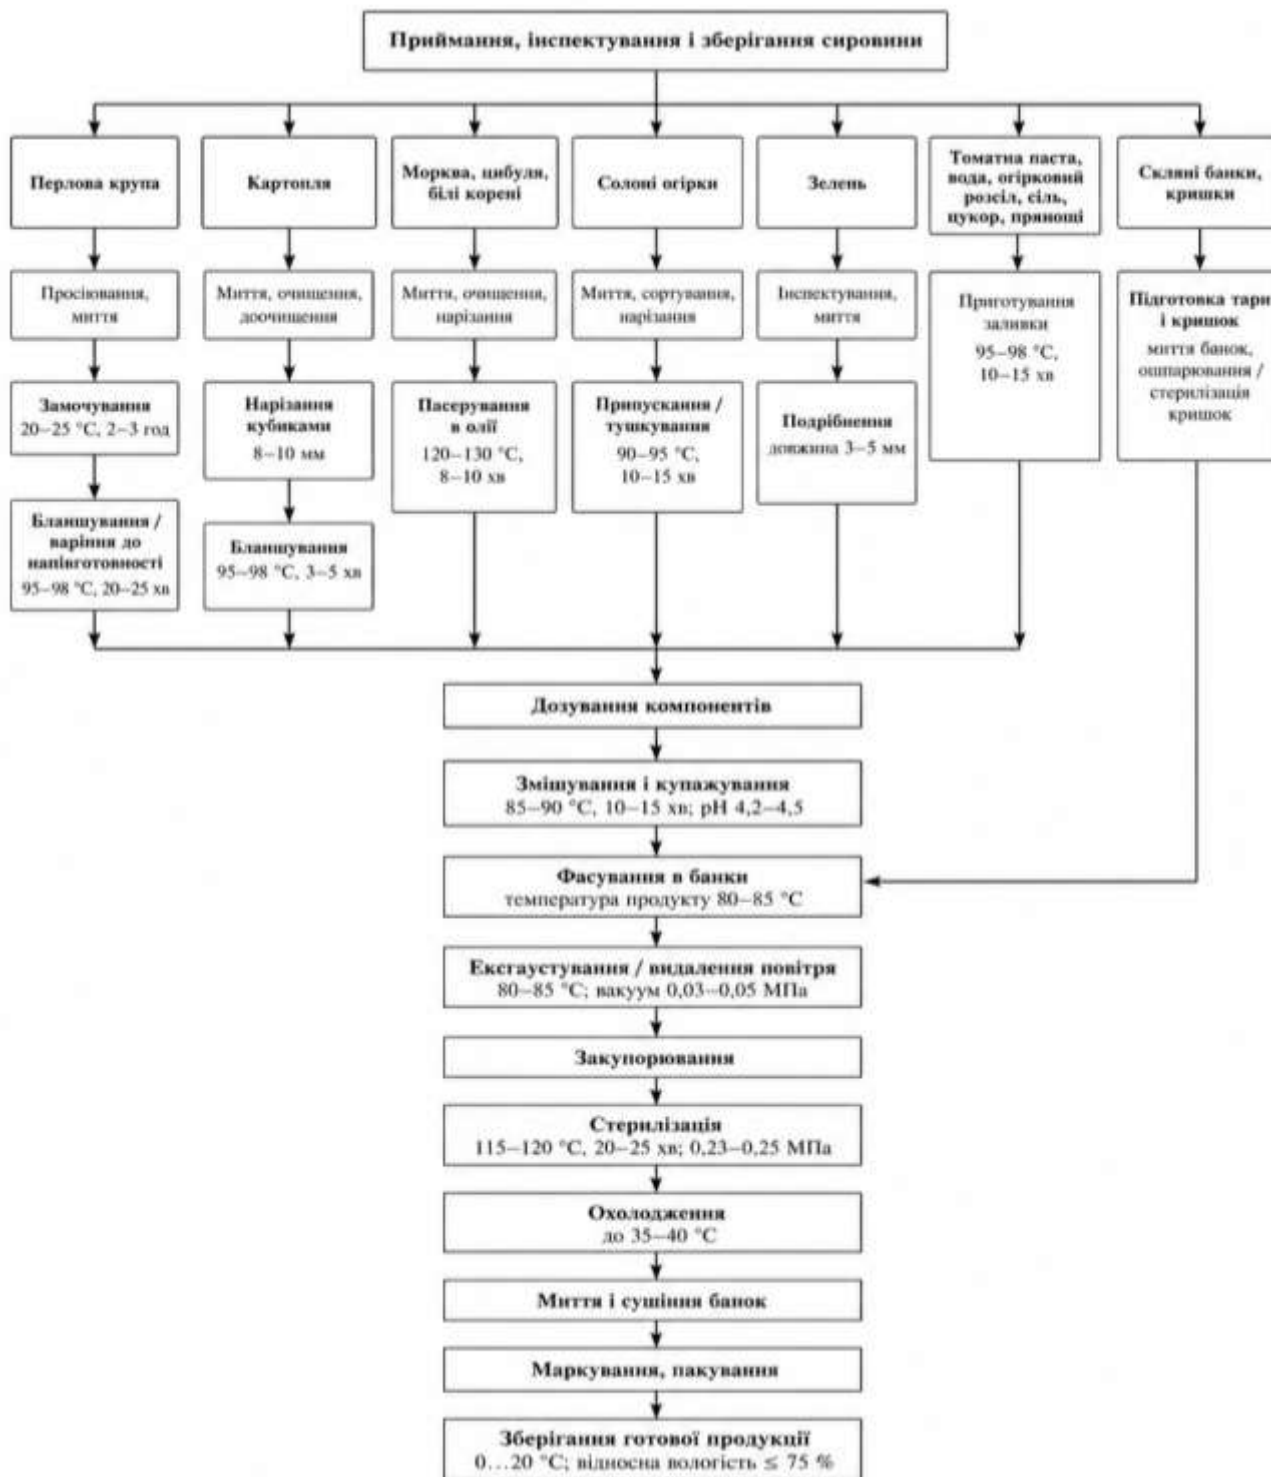 Приймання, інспектування і зберігання сировини
Перлова крупа
Картопля
Морква, цибуля,
білі корені
Солоні огірки
Зелень
Томатна паста,
вода, огірковий
розсіл, сіль,
цукор, прянощі
Скляні банки,
кришки
Просіювання,
миття
Миття, очищення,
доочищення
Миття, очищення,
нарізання
Миття, сортування,
нарізання
Інспектування,
миття
Приготування
заливки
95–98 °С,
10–15 хв
Підготовка тари
і кришок
миття банок,
ошпарювання /
стерилізація
кришок
Замочування
20–25 °С, 2–3 год
Нарізання
кубиками
8–10 мм
Пасерування
в олії
120–130 °С,
8–10 хв
Припускання /
тушкування
90–95 °С,
10–15 хв
Подрібнення
довжина 3–5 мм
Бланшування /
варіння до
напівготовності
95–98 °С, 20–25 хв
Бланшування
95–98 °С, 3–5 хв
Дозування компонентів
Змішування і купажування
85–90 °С, 10–15 хв; рН 4,2–4,5
Фасування в банки
температура продукту 80–85 °С
Ексгаустування / видалення повітря
80–85 °С; вакуум 0,03–0,05 МПа
Закупорювання
Стерилізація
115–120 °С, 20–25 хв; 0,23–0,25 МПа
Охолодження
до 35–40 °С
Миття і сушіння банок
Маркування, пакування
Зберігання готової продукції
0…20 °С; відносна вологість ≤ 75 %